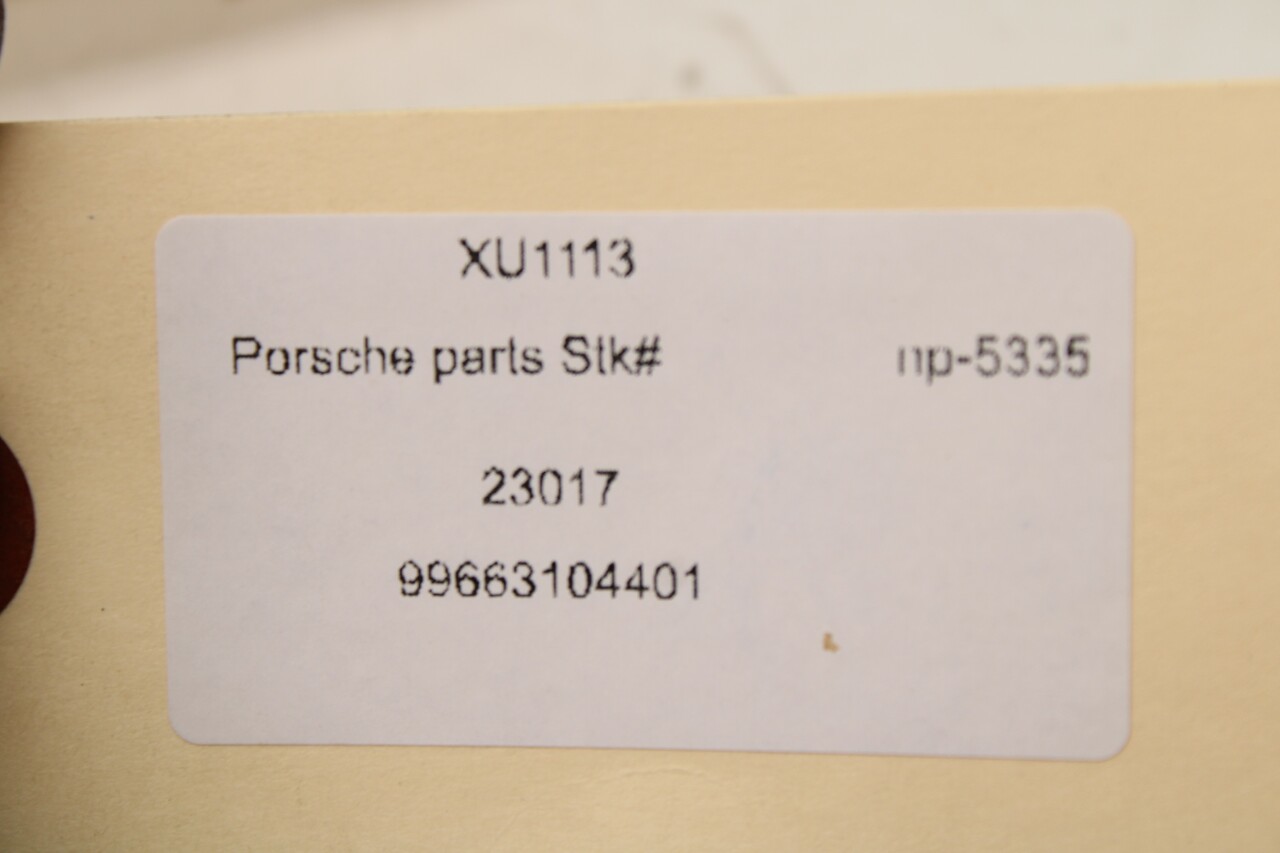 XU1113
Porsche parts Stk# np-5335
23017
99663104401